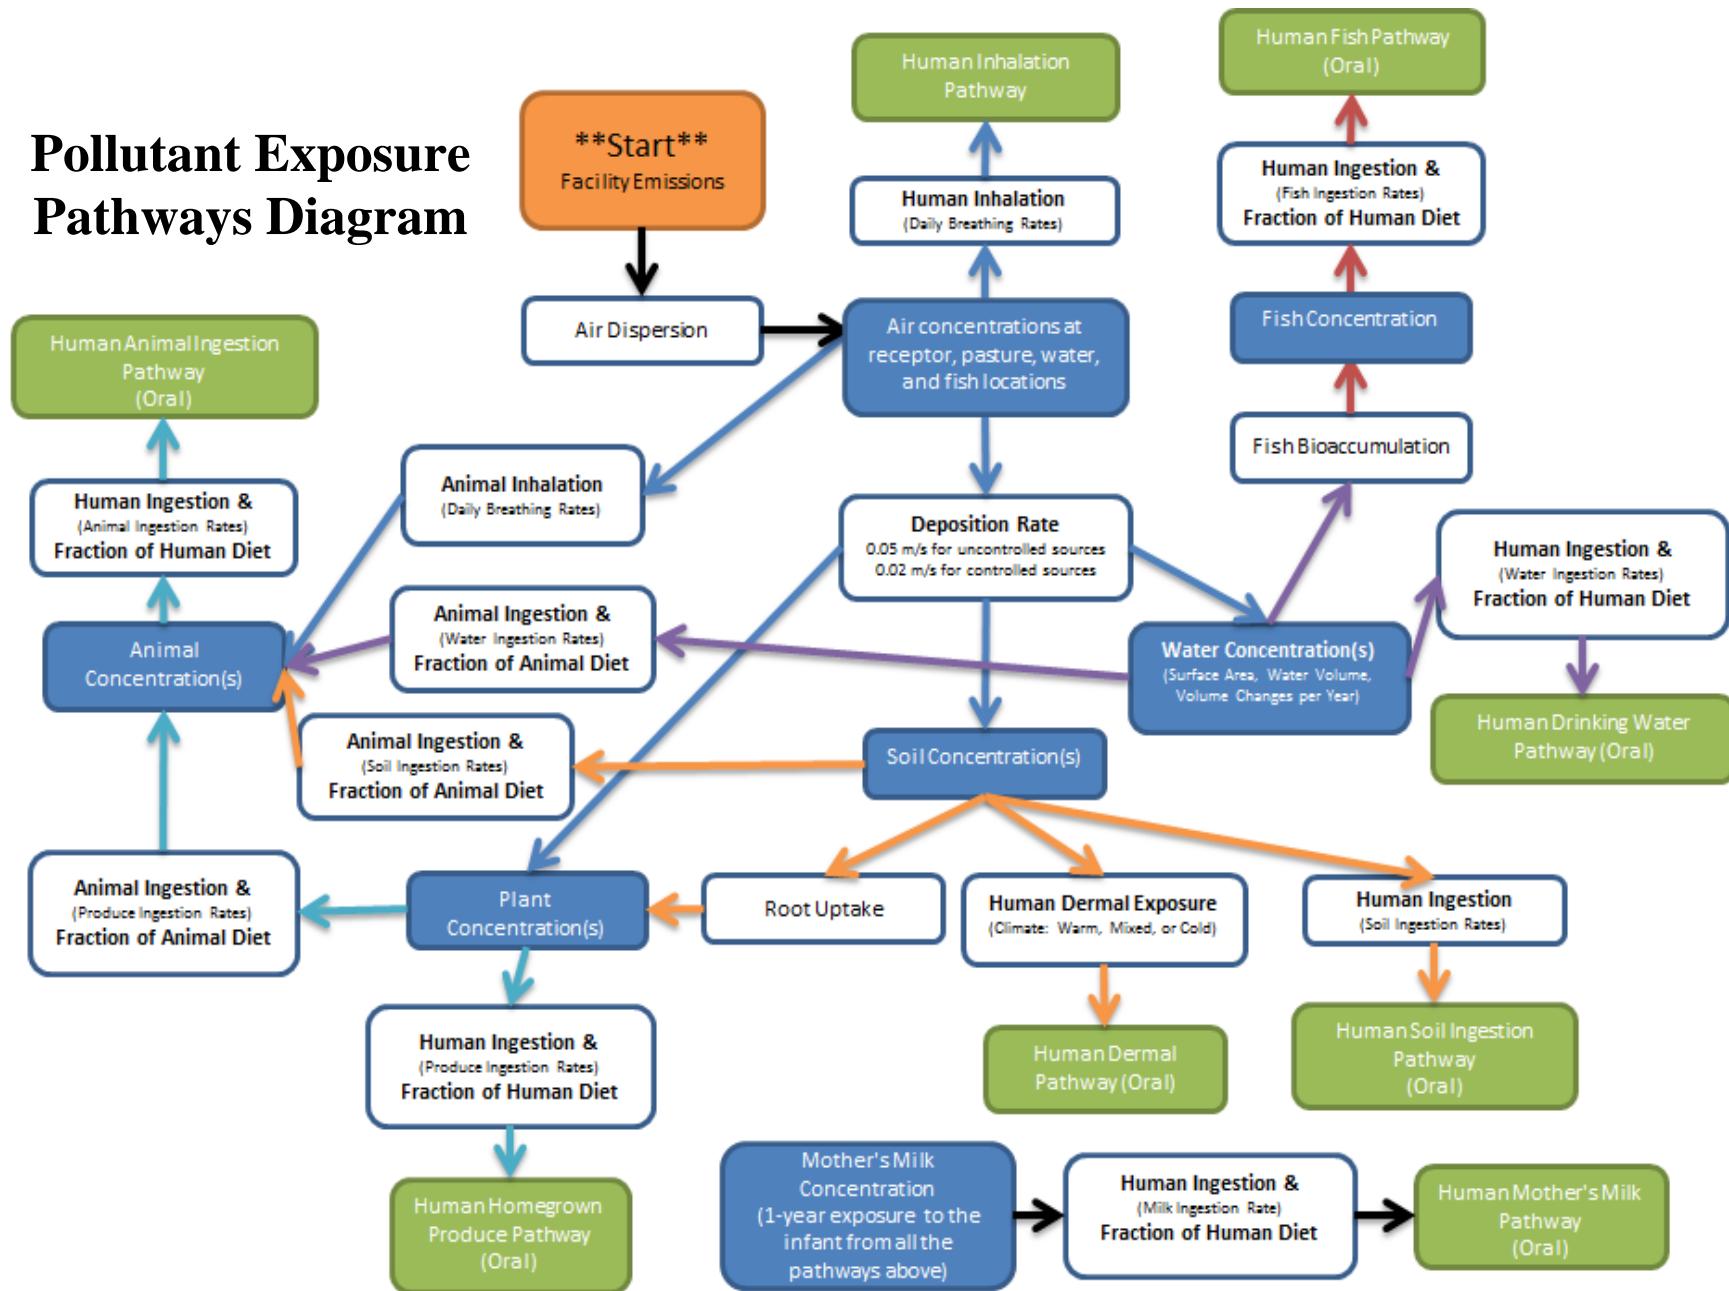 Pollutant Exposure
Pathways Diagram
**Start**
Facility Emissions
Human Inhalation
Pathway
Human Fish Pathway
(Oral)
Human Inhalation
(Daily Breathing Rates)
Human Ingestion &
(Fish Ingestion Rates)
Fraction of Human Diet
Air Dispersion
Air concentrations at
receptor, pasture, water,
and fish locations
Fish Concentration
Human Animal Ingestion
Pathway
(Oral)
Fish Bioaccumulation
Human Ingestion &
(Animal Ingestion Rates)
Fraction of Human Diet
Animal Inhalation
(Daily Breathing Rates)
Deposition Rate
0.05 m/s for uncontrolled sources
0.02 m/s for controlled sources
Human Ingestion &
(Water Ingestion Rates)
Fraction of Human Diet
Animal
Concentration(s)
Animal Ingestion &
(Water Ingestion Rates)
Fraction of Animal Diet
Water Concentration(s)
(Surface Area, Water Volume,
Volume Changes per Year)
Human Drinking Water
Pathway (Oral)
Animal Ingestion &
(Soil Ingestion Rates)
Fraction of Animal Diet
Soil Concentration(s)
Animal Ingestion &
(Produce Ingestion Rates)
Fraction of Animal Diet
Plant
Concentration(s)
Root Uptake
Human Dermal Exposure
(Climate: Warm, Mixed, or Cold)
Human Ingestion
(Soil Ingestion Rates)
Human Ingestion &
(Produce Ingestion Rates)
Fraction of Human Diet
Human Dermal
Pathway (Oral)
Human Soil Ingestion
Pathway
(Oral)
Human Homegrown
Produce Pathway
(Oral)
Mother's Milk
Concentration
(1-year exposure to the
infant from all the
pathways above)
Human Ingestion &
(Milk Ingestion Rate)
Fraction of Human Diet
Human Mother's Milk
Pathway
(Oral)